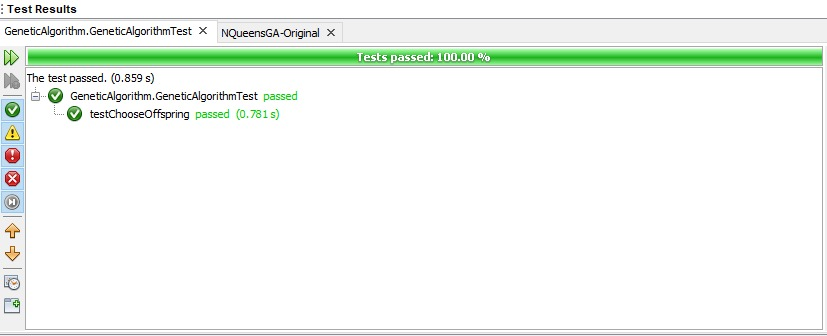 Test Results
GeneticAlgorithm.GeneticAlgorithmTest NQueensGA-Original
Tests passed: 100.00 %
The test passed. (0.859 s)
GeneticAlgorithm.GeneticAlgorithmTest passed
testChooseOffspring passed (0.781 s)